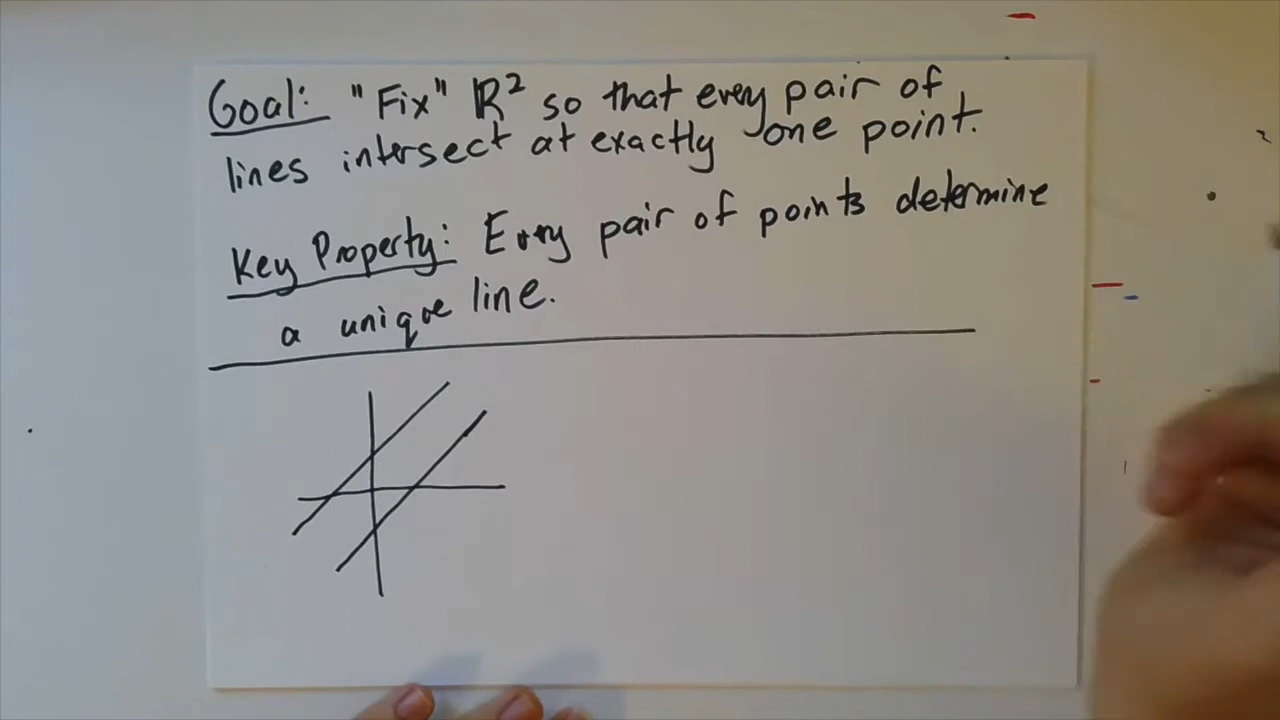 Goal: "Fix" ℝ² so that every pair of
lines intersect at exactly one point.
Key Property: Every pair of points determine
a unique line.